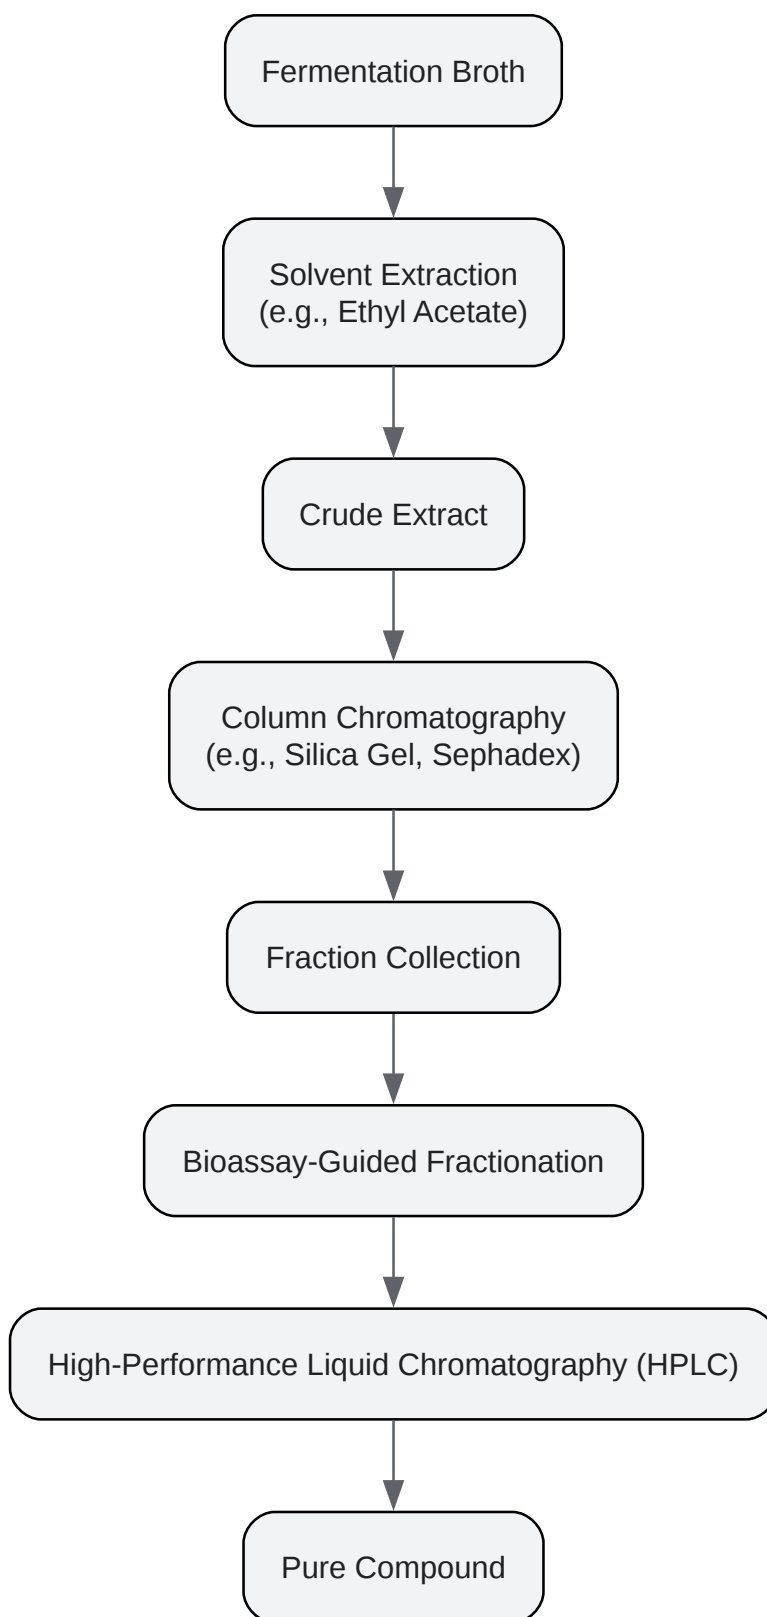 Fermentation Broth
Solvent Extraction
(e.g., Ethyl Acetate)
Crude Extract
Column Chromatography
(e.g., Silica Gel, Sephadex)
Fraction Collection
Bioassay-Guided Fractionation
High-Performance Liquid Chromatography (HPLC)
Pure Compound